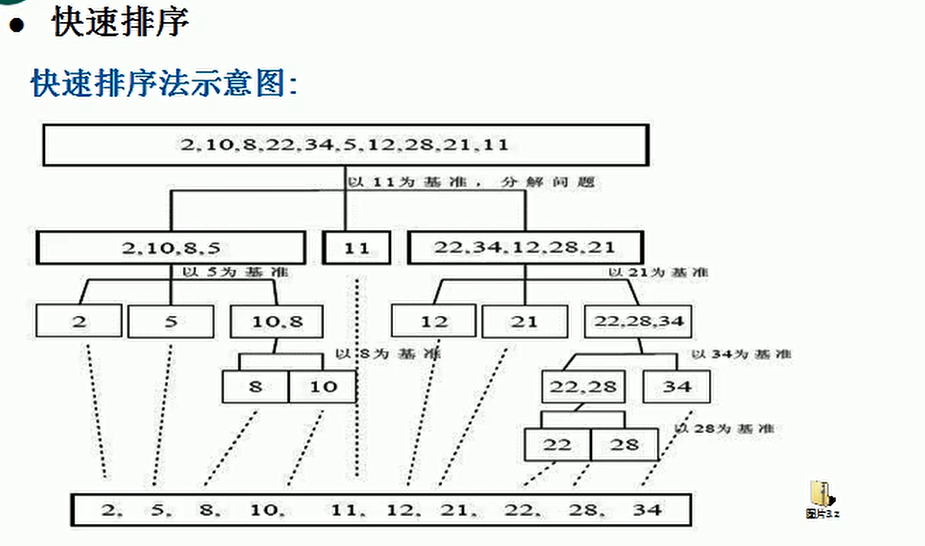 ● 快速排序
快速排序法示意图:
2,10,8,22,34,5,12,28,21,11
以11为基准，分解问题
2,10,8,5
11
22,34,12,28,21
以5为基准
以21为基准
2
5
10,8
12
21
22,28,34
以8为基准
以34为基准
8
10
22,28
34
以28为基准
22
28
2, 5, 8, 10, 11, 12, 21, 22, 28, 34
图片3.z